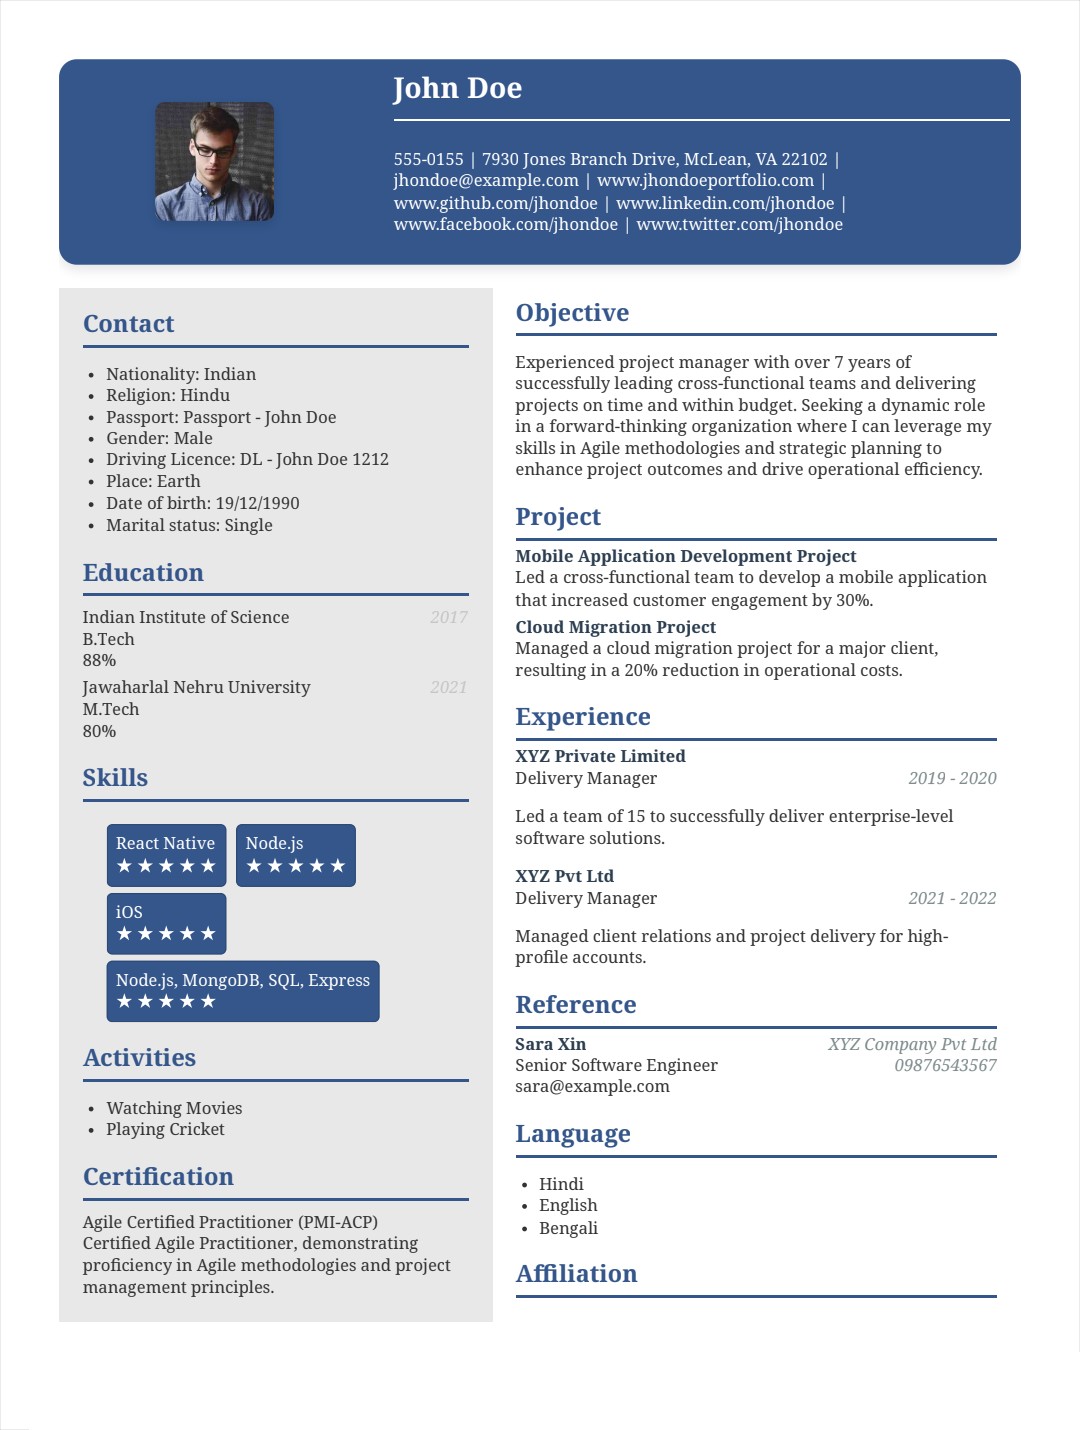 John Doe
555-0155 | 7930 Jones Branch Drive, McLean, VA 22102 |
jhondoe@example.com | www.jhondoeportfolio.com |
www.github.com/jhondoe | www.linkedin.com/jhondoe |
www.facebook.com/jhondoe | www.twitter.com/jhondoe
Contact
• Nationality: Indian
• Religion: Hindu
• Passport: Passport - John Doe
• Gender: Male
• Driving Licence: DL - John Doe 1212
• Place: Earth
• Date of birth: 19/12/1990
• Marital status: Single
Education
Indian Institute of Science 2017
B.Tech
88%
Jawaharlal Nehru University 2021
M.Tech
80%
Skills
React Native
★ ★ ★ ★ ★
Node.js
★ ★ ★ ★ ★
iOS
★ ★ ★ ★ ★
Node.js, MongoDB, SQL, Express
★ ★ ★ ★ ★
Activities
• Watching Movies
• Playing Cricket
Certification
Agile Certified Practitioner (PMI-ACP)
Certified Agile Practitioner, demonstrating
proficiency in Agile methodologies and project
management principles.
Objective
Experienced project manager with over 7 years of
successfully leading cross-functional teams and delivering
projects on time and within budget. Seeking a dynamic role
in a forward-thinking organization where I can leverage my
skills in Agile methodologies and strategic planning to
enhance project outcomes and drive operational efficiency.
Project
Mobile Application Development Project
Led a cross-functional team to develop a mobile application
that increased customer engagement by 30%.
Cloud Migration Project
Managed a cloud migration project for a major client,
resulting in a 20% reduction in operational costs.
Experience
XYZ Private Limited
Delivery Manager 2019 - 2020
Led a team of 15 to successfully deliver enterprise-level
software solutions.
XYZ Pvt Ltd
Delivery Manager 2021 - 2022
Managed client relations and project delivery for high-
profile accounts.
Reference
Sara Xin XYZ Company Pvt Ltd
Senior Software Engineer 09876543567
sara@example.com
Language
• Hindi
• English
• Bengali
Affiliation